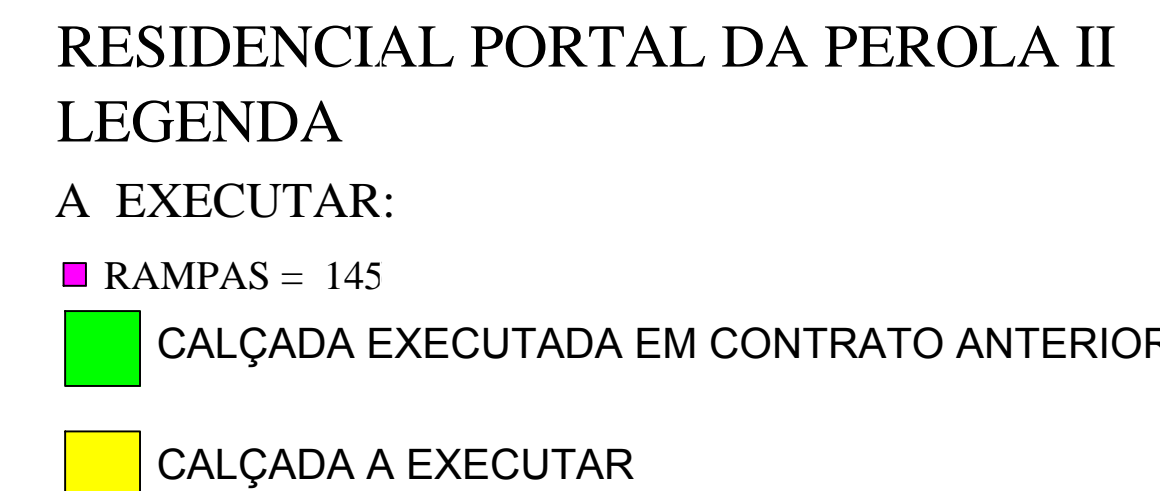 RESIDENCIAL PORTAL DA PEROLA II
LEGENDA
A EXECUTAR:
RAMPAS = 145
CALÇADA EXECUTADA EM CONTRATO ANTERIOR
CALÇADA A EXECUTAR